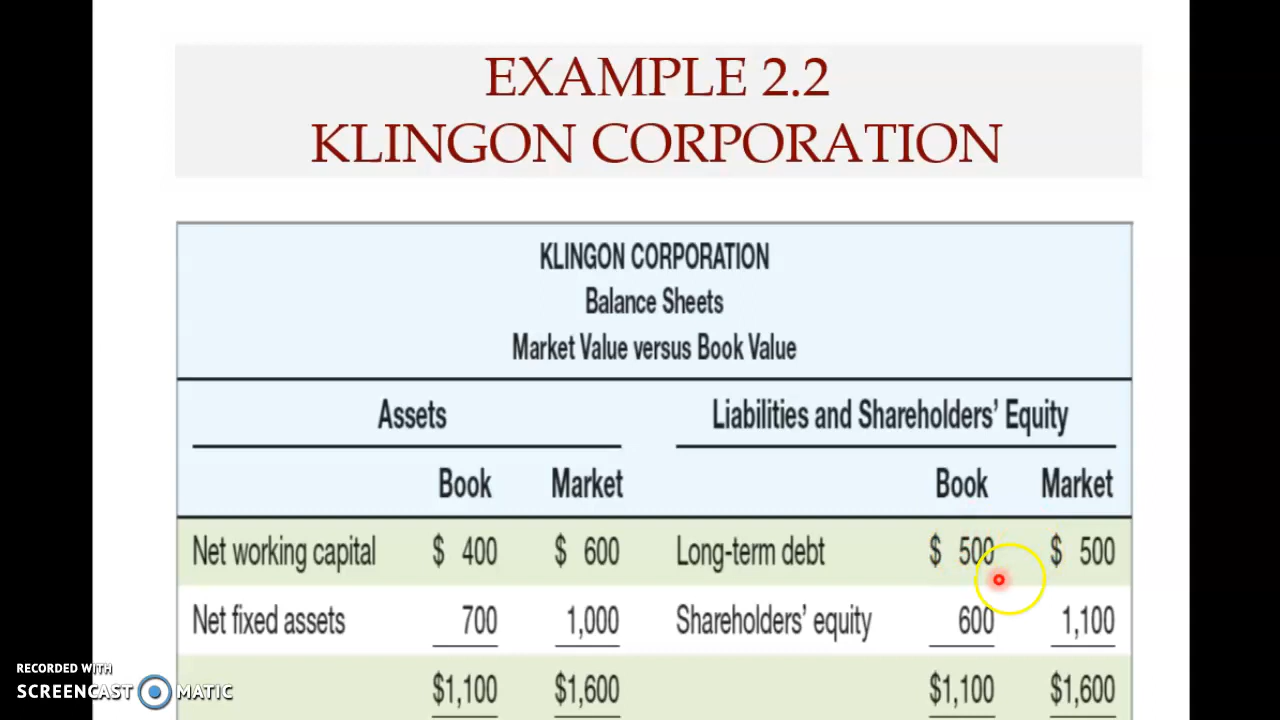 EXAMPLE 2.2
KLINGON CORPORATION
KLINGON CORPORATION
Balance Sheets
Market Value versus Book Value
Assets Liabilities and Shareholders' Equity
Book Market Book Market
Net working capital $ 400 $ 600 Long-term debt $ 500 $ 500
Net fixed assets 700 1,000 Shareholders' equity 600 1,100
$1,100 $1,600 $1,100 $1,600
RECORDED WITH
SCREENCAST MATIC